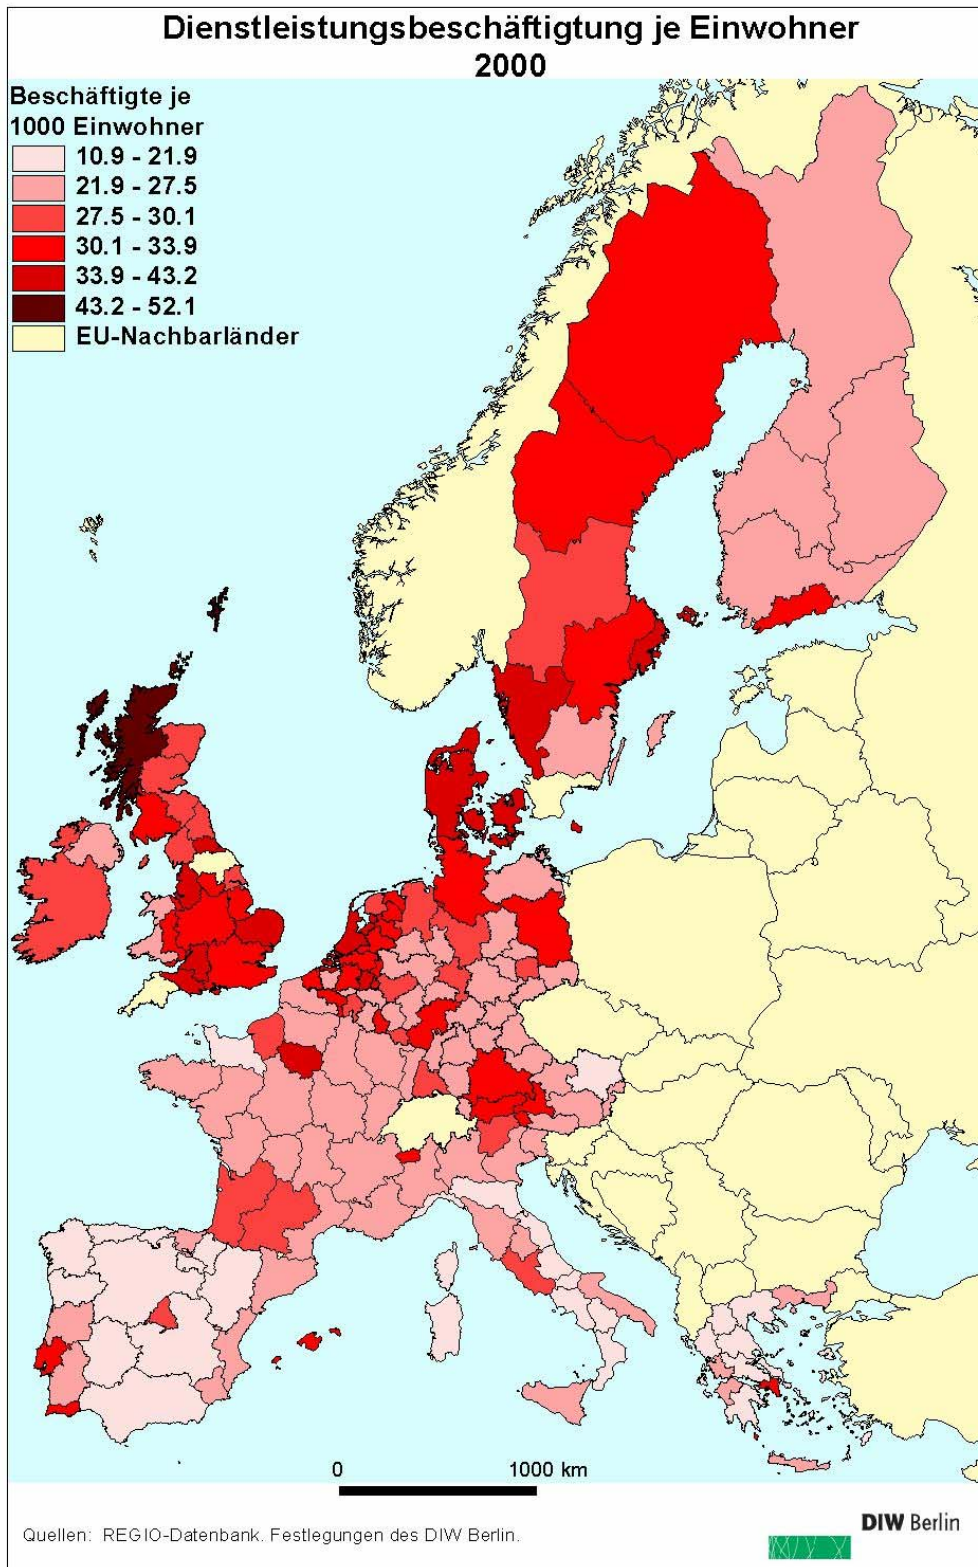 Dienstleistungsbeschäftigtung je Einwohner
2000
Beschäftigte je
1000 Einwohner
10.9 - 21.9
21.9 - 27.5
27.5 - 30.1
30.1 - 33.9
33.9 - 43.2
43.2 - 52.1
EU-Nachbarländer
0 1000 km
Quellen: REGIO-Datenbank. Festlegungen des DIW Berlin.
DIW Berlin